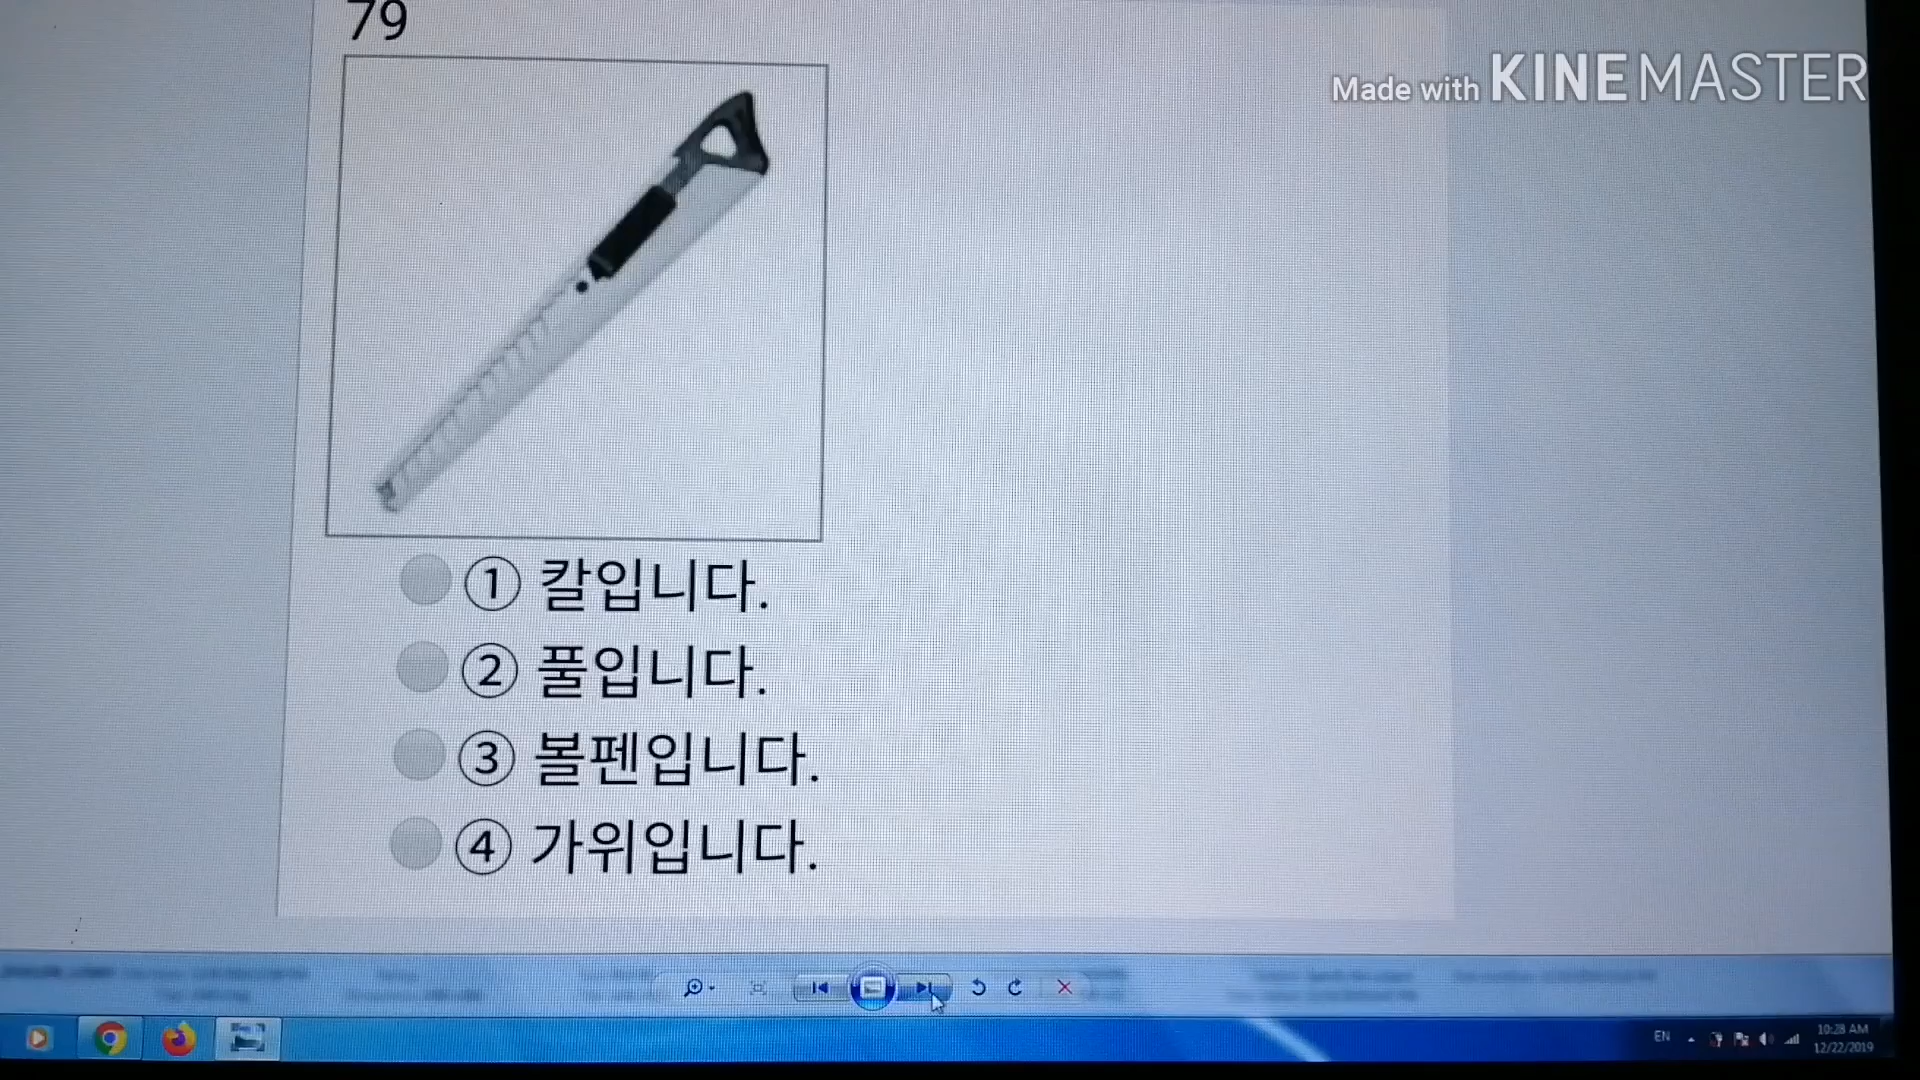 79
Made with KINEMASTER
① 칼입니다.
② 풀입니다.
③ 볼펜입니다.
④ 가위입니다.
EN
10:28 AM
12/22/2019